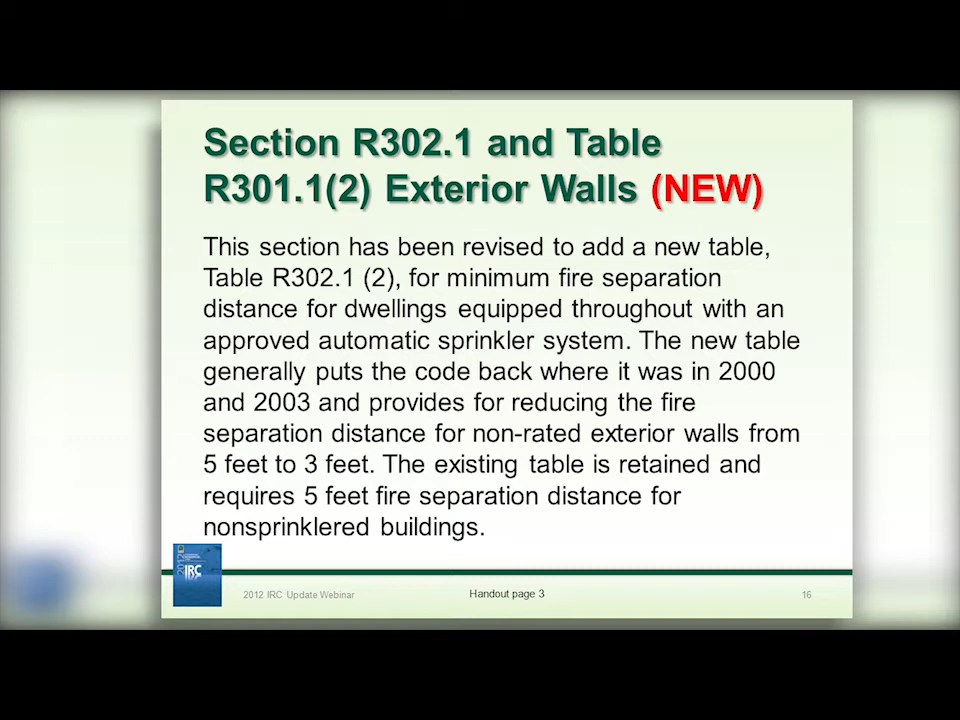 Section R302.1 and Table
R301.1(2) Exterior Walls (NEW)
This section has been revised to add a new table,
Table R302.1 (2), for minimum fire separation
distance for dwellings equipped throughout with an
approved automatic sprinkler system. The new table
generally puts the code back where it was in 2000
and 2003 and provides for reducing the fire
separation distance for non-rated exterior walls from
5 feet to 3 feet. The existing table is retained and
requires 5 feet fire separation distance for
nonsprinklered buildings.
2012
IRC
2012 IRC Update Webinar
Handout page 3
16